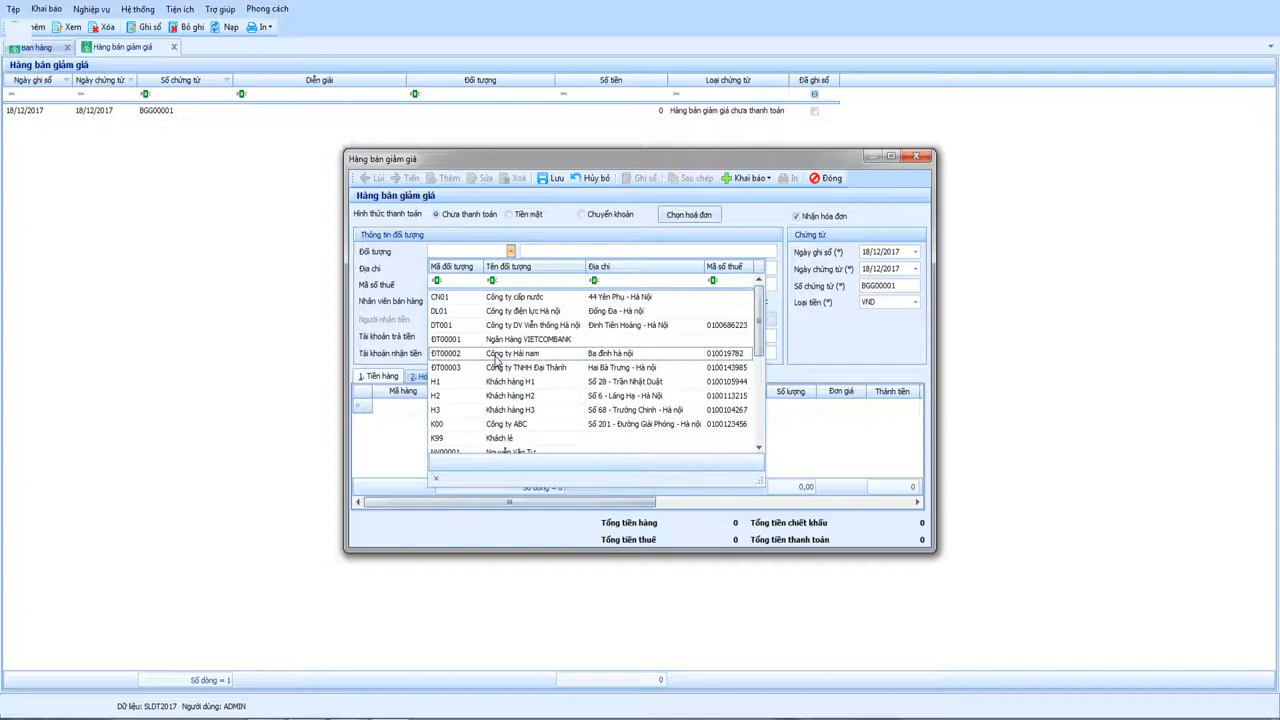 Tệp Khai báo Nghiệp vụ Hệ thống Tiện ích Trợ giúp Phong cách
Xem Xóa Ghi sổ Bỏ ghi Nạp In
Bán hàng Hàng bán giảm giá
Hàng bán giảm giá
Ngày ghi sổ Ngày chứng từ Số chứng từ Diễn giải Đối tượng Số tiền Loại chứng từ Đã ghi sổ
18/12/2017 18/12/2017 BGG00001 0 Hàng bán giảm giá chưa thanh toán
Hàng bán giảm giá
Lùi Tiến Thêm Sửa Xoá Lưu Hủy bỏ Ghi sổ Sao chép Khai báo In Đóng
Hàng bán giảm giá
Hình thức thanh toán Chưa thanh toán Tiền mặt Chuyển khoản Chọn hoá đơn Nhận hóa đơn
Thông tin đối tượng Chứng từ
Đối tượng Ngày ghi sổ (*) 18/12/2017
Địa chỉ Ngày chứng từ (*) 18/12/2017
Mã số thuế Số chứng từ (*) BGG00001
Nhân viên bán hàng Loại tiền (*) VND
Người nhận tiền
Tài khoản trả tiền
Tài khoản nhận tiền
Mã đối tượng Tên đối tượng Địa chỉ Mã số thuế
CN01 Công ty cấp nước 44 Yên Phụ - Hà Nội
DL01 Công ty điện lực Hà nội Đống Đa - Hà nội
DT001 Công ty DV Viễn thông Hà nội Đinh Tiên Hoàng - Hà Nội 0100686223
ĐT00001 Ngân Hàng VIETCOMBANK
ĐT00002 Công ty Hải nam Ba đình hà nội 010019782
ĐT00003 Công ty TNHH Đại Thành Hai Bà Trưng - Hà nội 0100143985
H1 Khách hàng H1 Số 28 - Trần Nhật Duật 0100105944
H2 Khách hàng H2 Số 6 - Láng Hạ - Hà Nội 0100113215
H3 Khách hàng H3 Số 68 - Trường Chinh - Hà nội 0100104267
K00 Công ty ABC Số 201 - Đường Giải Phóng - Hà nội 0100123456
K99 Khách lẻ
NV00001 Nguyễn Văn Tư
1. Tiền hàng
Mã hàng Số lượng Đơn giá Thành tiền
Số dòng = 0 0,00 0
Tổng tiền hàng 0 Tổng tiền chiết khấu 0
Tổng tiền thuế 0 Tổng tiền thanh toán 0
Số dòng = 1 0
Dữ liệu: SLDT2017 Người dùng: ADMIN